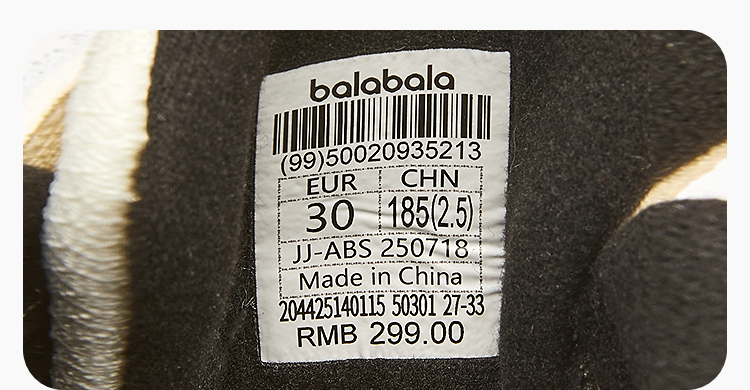 balabala
(99)50020935213
EUR CHN
30 185(2.5)
JJ-ABS 250718
Made in China
204425140115 50301 27-33
RMB 299.00